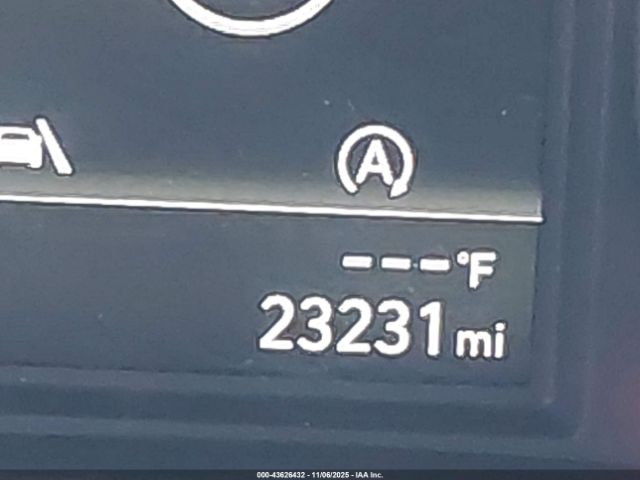 A
---°F
23231 mi
000-43626432 - 11/06/2025 - IAA Inc.